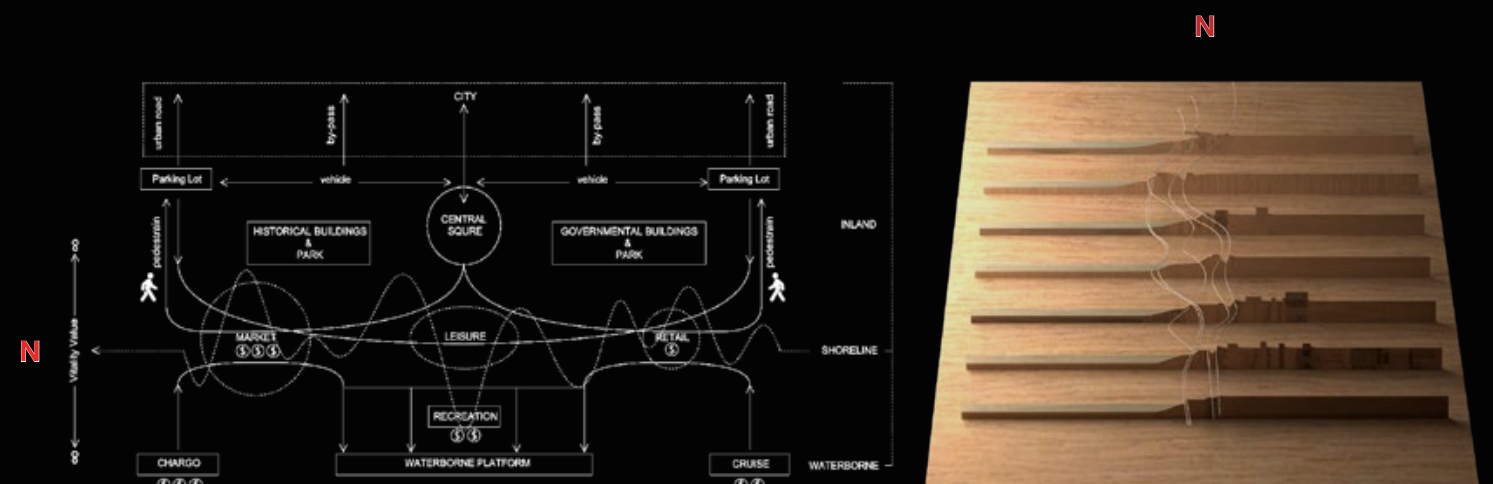 N
CITY
urban road
by-pass
by-pass
urban road
Parking Lot
vehicle
vehicle
Parking Lot
pedestrain
HISTORICAL BUILDINGS
&
PARK
CENTRAL
SQURE
GOVERNMENTAL BUILDINGS
&
PARK
pedestrain
INLAND
∞
MARKET
$ $ $
LEISURE
RETAIL
$
N
Vitality Value
SHORELINE
RECREATION
$ $
∞
CHARGO
WATERBORNE PLATFORM
CRUISE
WATERBORNE
$ $ $
$ $